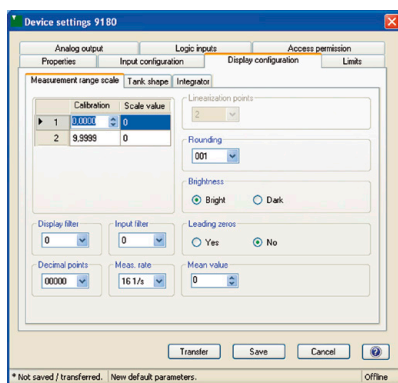 Device settings 9180
Analog output Logic inputs Access permission
Properties Input configuration Display configuration Limits
Measurement range scale Tank shape Integrator
Calibration Scale value
1 0.0000 0
2 9.9999 0
Linearisation points
2
Rounding
001
Brightness
Bright Dark
Display filter Input filter Leading zeros
0 0 Yes No
Decimal points Meas. rate Mean value
00000 16 1/s 0
Transfer Save Cancel
* Not saved / transferred. New default parameters. Offline